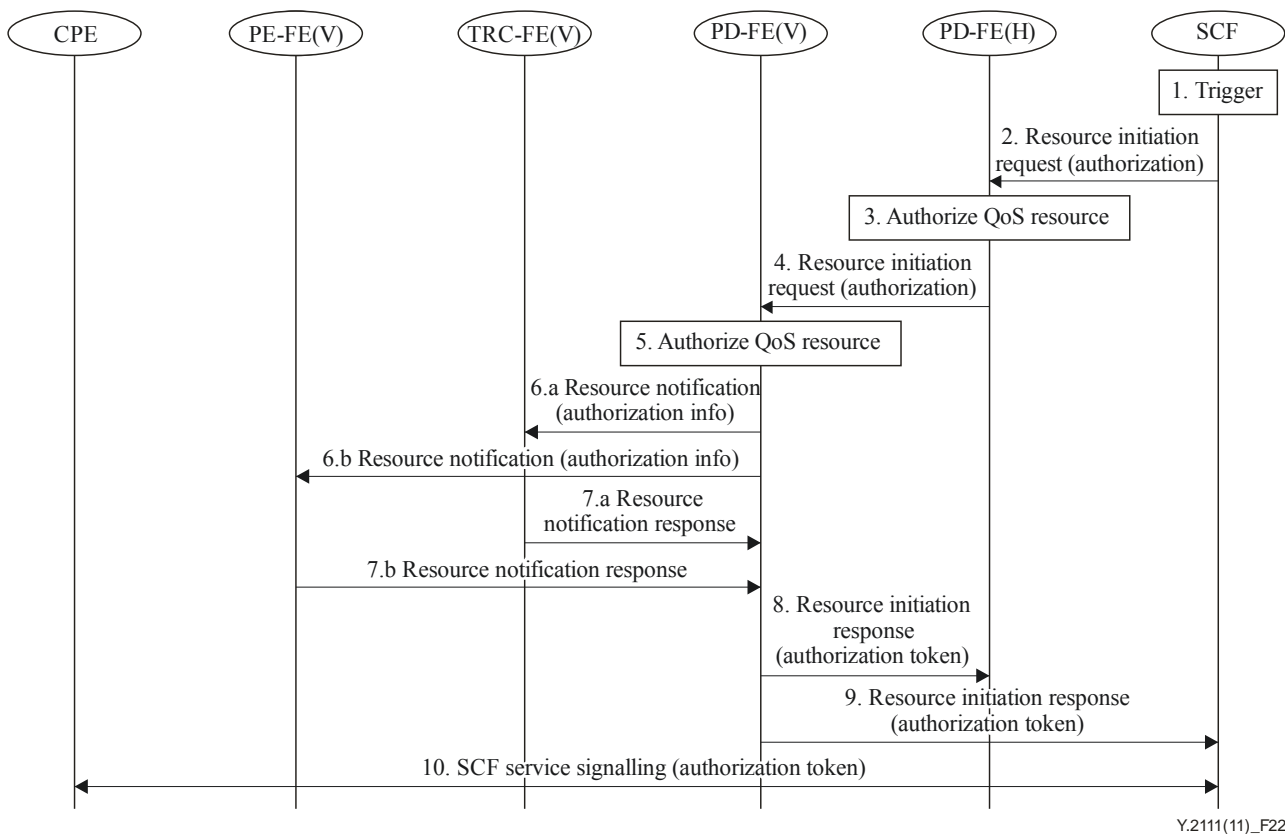 CPE
PE-FE(V)
TRC-FE(V)
PD-FE(V)
PD-FE(H)
SCF
1. Trigger
2. Resource initiation
request (authorization)
3. Authorize QoS resource
4. Resource initiation
request (authorization)
5. Authorize QoS resource
6.a Resource notification
(authorization info)
6.b Resource notification (authorization info)
7.a Resource
notification response
7.b Resource notification response
8. Resource initiation
response
(authorization token)
9. Resource initiation response
(authorization token)
10. SCF service signalling (authorization token)
Y.2111(11)_F22